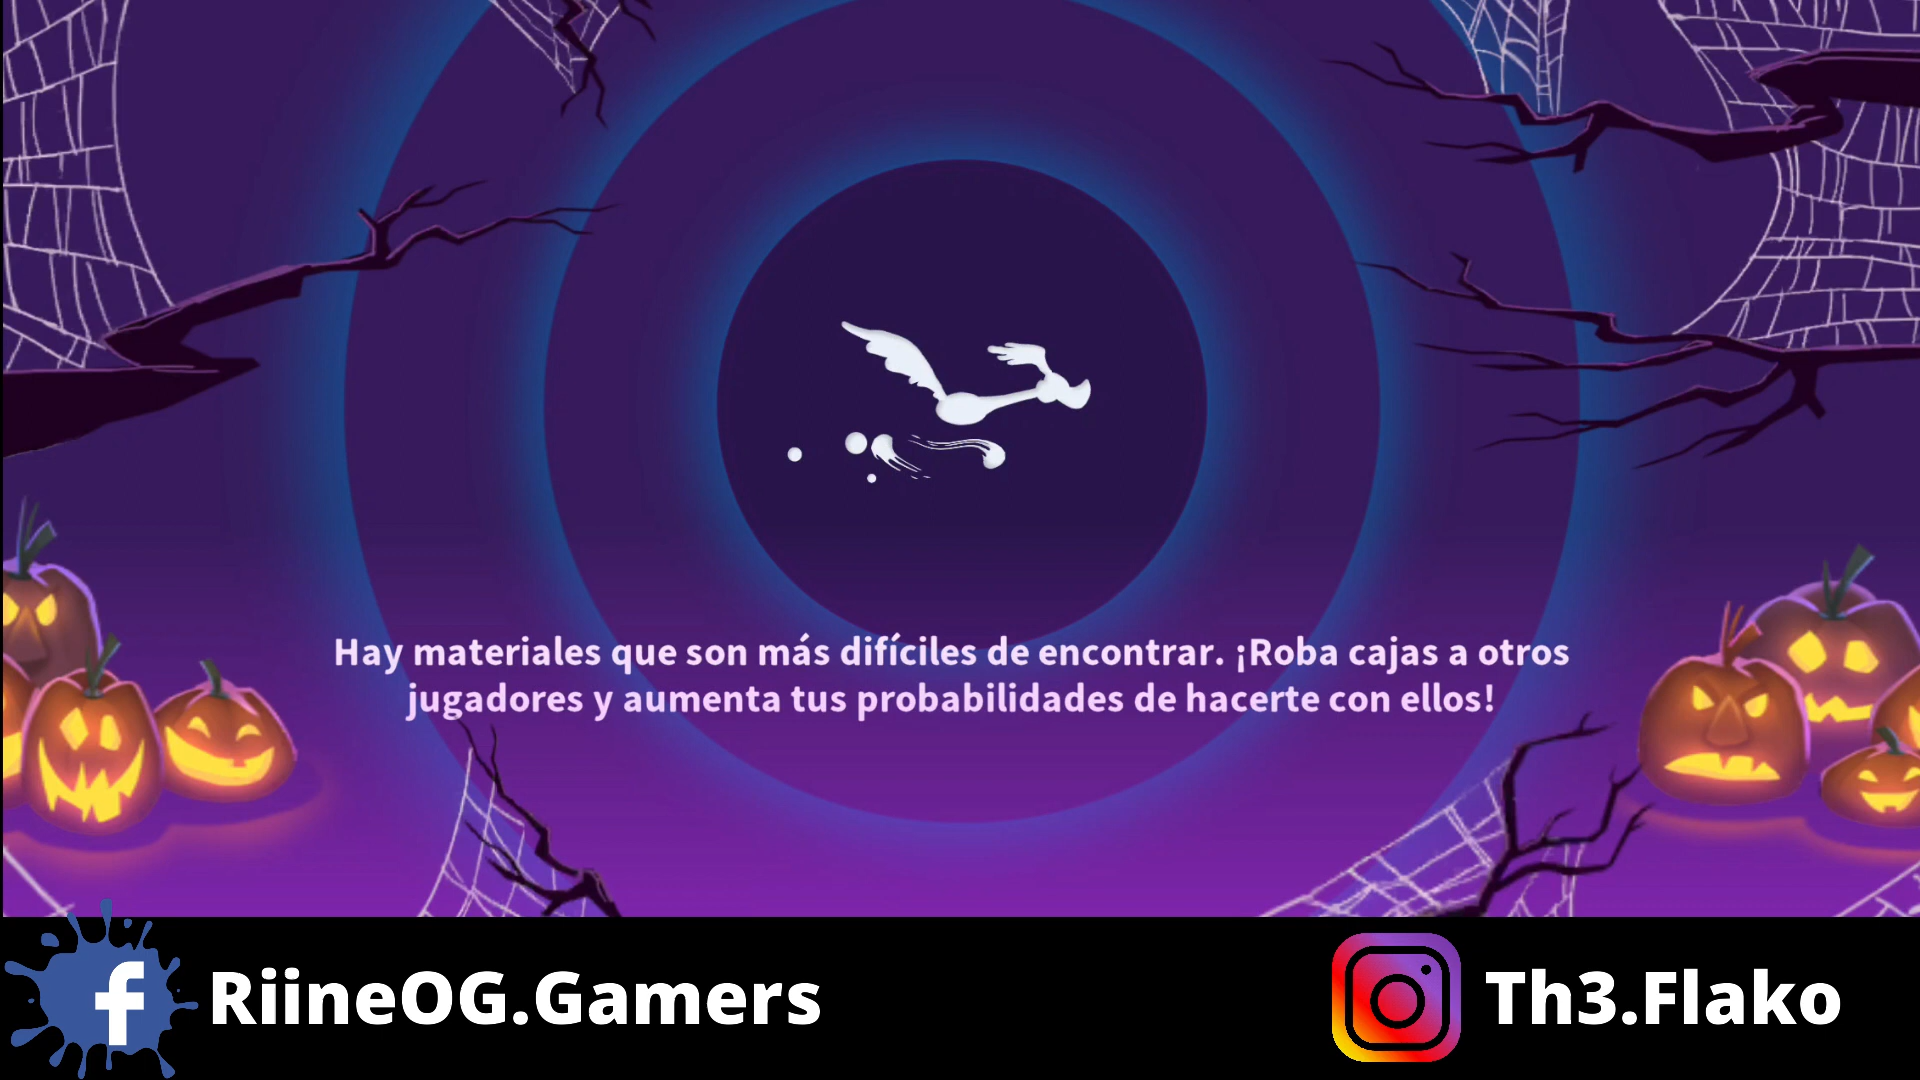 Hay materiales que son más difíciles de encontrar. ¡Roba cajas a otros
jugadores y aumenta tus probabilidades de hacerte con ellos!
f RiineOG.Gamers
Th3.Flako